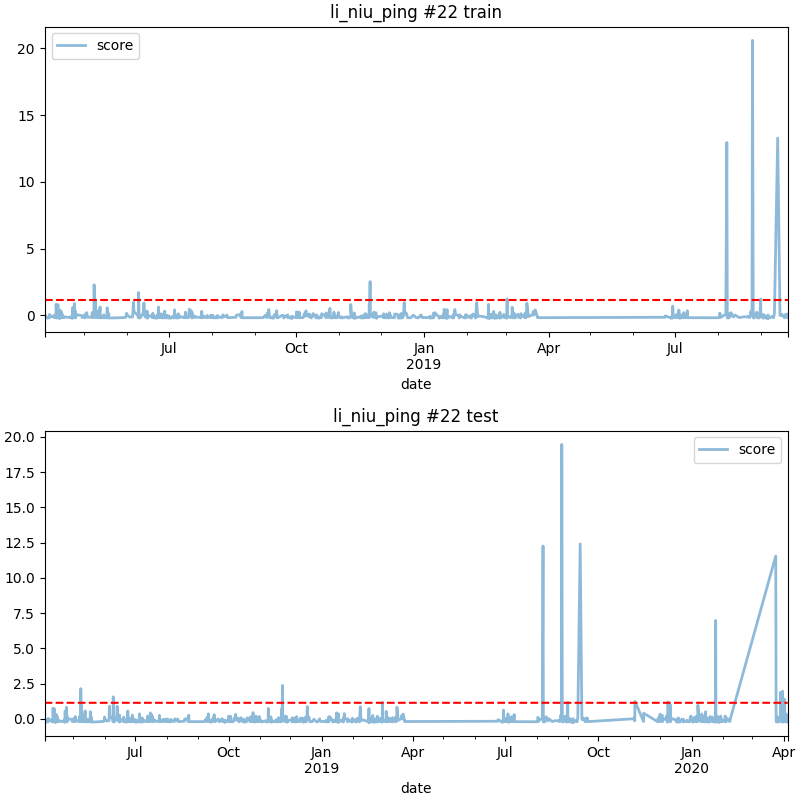 li_niu_ping #22 train
score
20
15
10
5
0
Jul Oct Jan Apr Jul
2019
date
li_niu_ping #22 test
score
20.0
17.5
15.0
12.5
10.0
7.5
5.0
2.5
0.0
Jul Oct Jan Apr Jul Oct Jan Apr
2019 2020
date